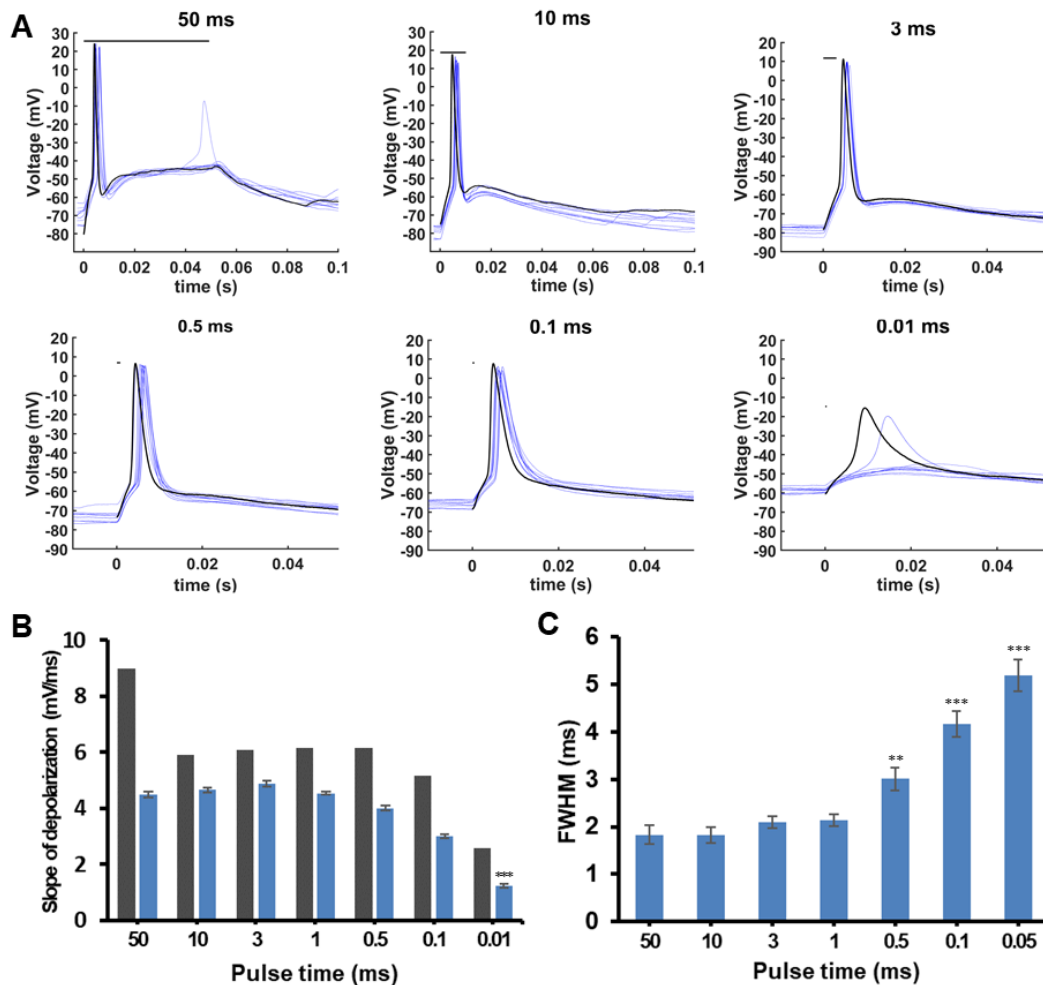 A
50 ms
10 ms
3 ms
Voltage (mV)
30
20
10
0
-10
-20
-30
-40
-50
-60
-70
-80
0 0.02 0.04 0.06 0.08 0.1
time (s)
Voltage (mV)
50
40
30
20
10
0
-10
-20
-30
-40
-50
-60
-70
-80
-90
0 0.02 0.04 0.06 0.08 0.1
time (s)
Voltage (mV)
20
10
0
-10
-20
-30
-40
-50
-60
-70
-80
-90
0 0.02 0.04
time (s)
0.5 ms
0.1 ms
0.01 ms
Voltage (mV)
20
10
0
-10
-20
-30
-40
-50
-60
-70
-80
-90
0 0.02 0.04
time (s)
Voltage (mV)
20
10
0
-10
-20
-30
-40
-50
-60
-70
-80
-90
0 0.02 0.04
time (s)
Voltage (mV)
20
10
0
-10
-20
-30
-40
-50
-60
-70
-80
-90
0 0.02 0.04
time (s)
B
Slope of depolarization (mV/ms)
10
8
6
4
2
0
***
50 10 3 1 0.5 0.1 0.01
Pulse time (ms)
C
FWHM (ms)
6
5
4
3
2
1
0
**
***
***
50 10 3 1 0.5 0.1 0.05
Pulse time (ms)